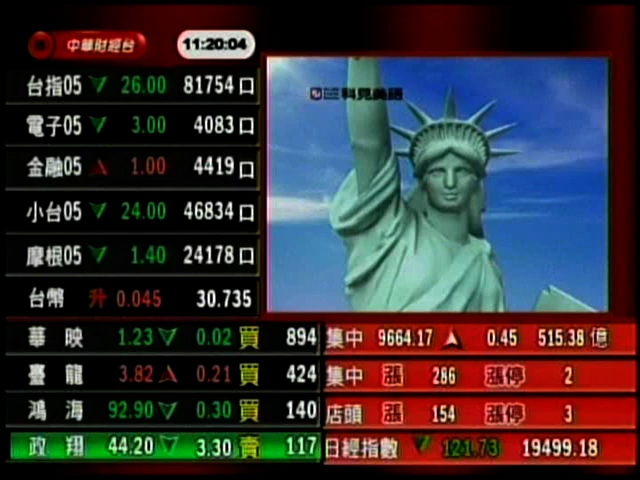 中華財經台 11:20:04
台指05 ▽ 26.00 81754口
電子05 ▽ 3.00 4083口
金融05 △ 1.00 4419口
小台05 ▽ 24.00 46834口
摩根05 ▽ 1.40 24178口
台幣 升 0.045 30.735
科見美語
華映 1.23 ▽ 0.02 買 894
臺龍 3.82 △ 0.21 買 424
鴻海 92.90 ▽ 0.30 買 140
政翔 44.20 ▽ 3.30 賣 117
集中 9664.17 ▲ 0.45 515.38億
集中 漲 286 漲停 2
店頭 漲 154 漲停 3
日經指數 ▼ 121.73 19499.18